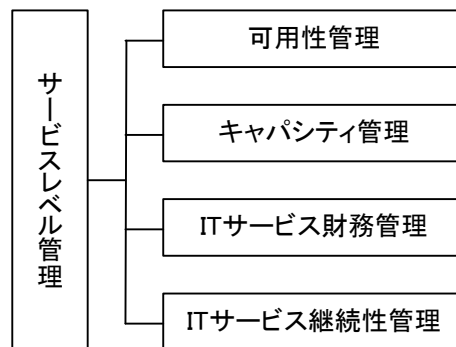 サービスレベル管理
可用性管理
キャパシティ管理
ITサービス財務管理
ITサービス継続性管理